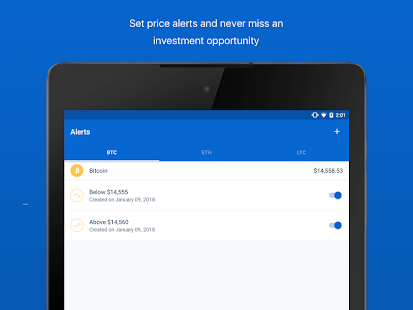 Set price alerts and never miss an
investment opportunity
2:01
Alerts
+
BTC ETH LTC
Bitcoin $14,558.53
Below $14,555
Created on January 09, 2018
Above $14,560
Created on January 09, 2018